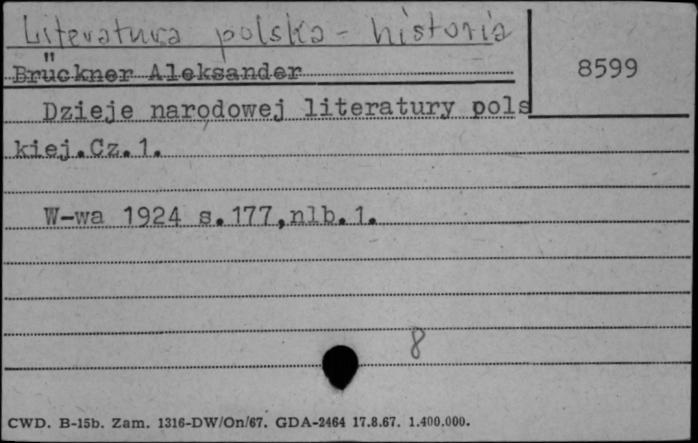 Literatura polska - historia
8599
Brückner Aleksander
Dzieje narodowej literatury pols
kiej.Cz.1.
W-wa 1924 s.177,nlb.1.
8
CWD. B-15b. Zam. 1316-DW/On/67. GDA-2464 17.8.67. 1.400.000.